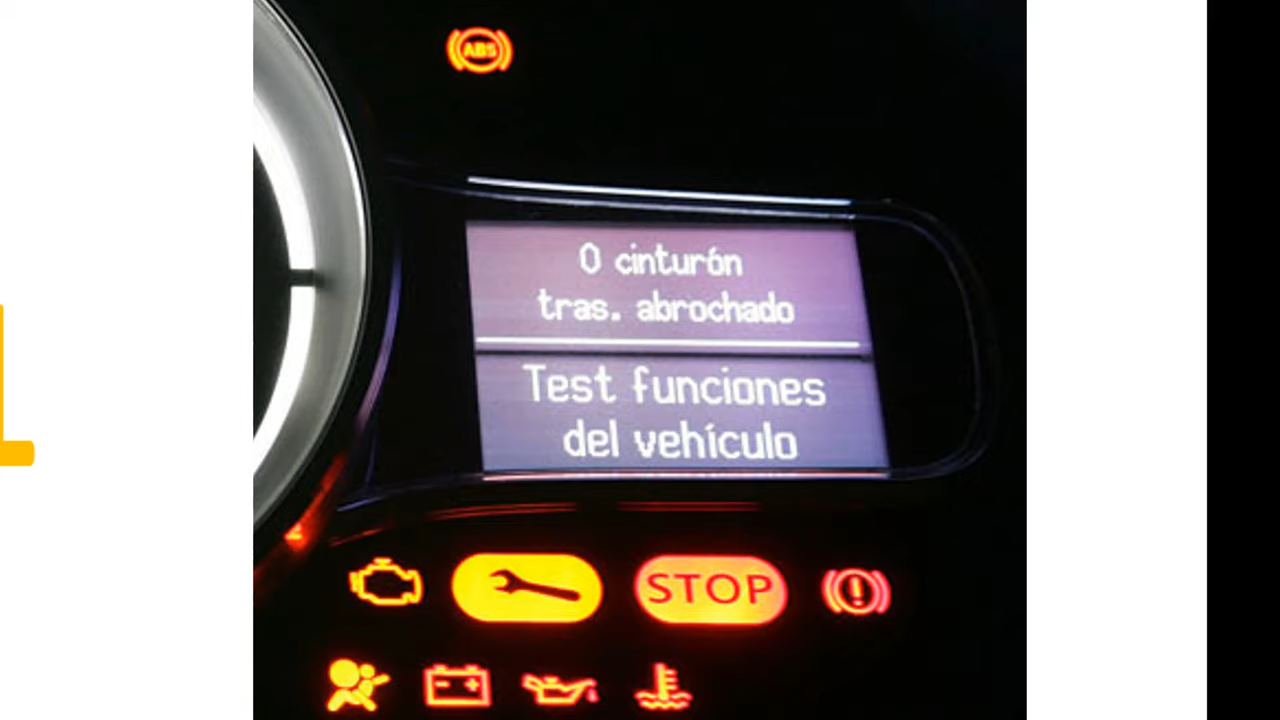 ABS
0 cinturón
tras. abrochado
Test funciones
del vehículo
STOP